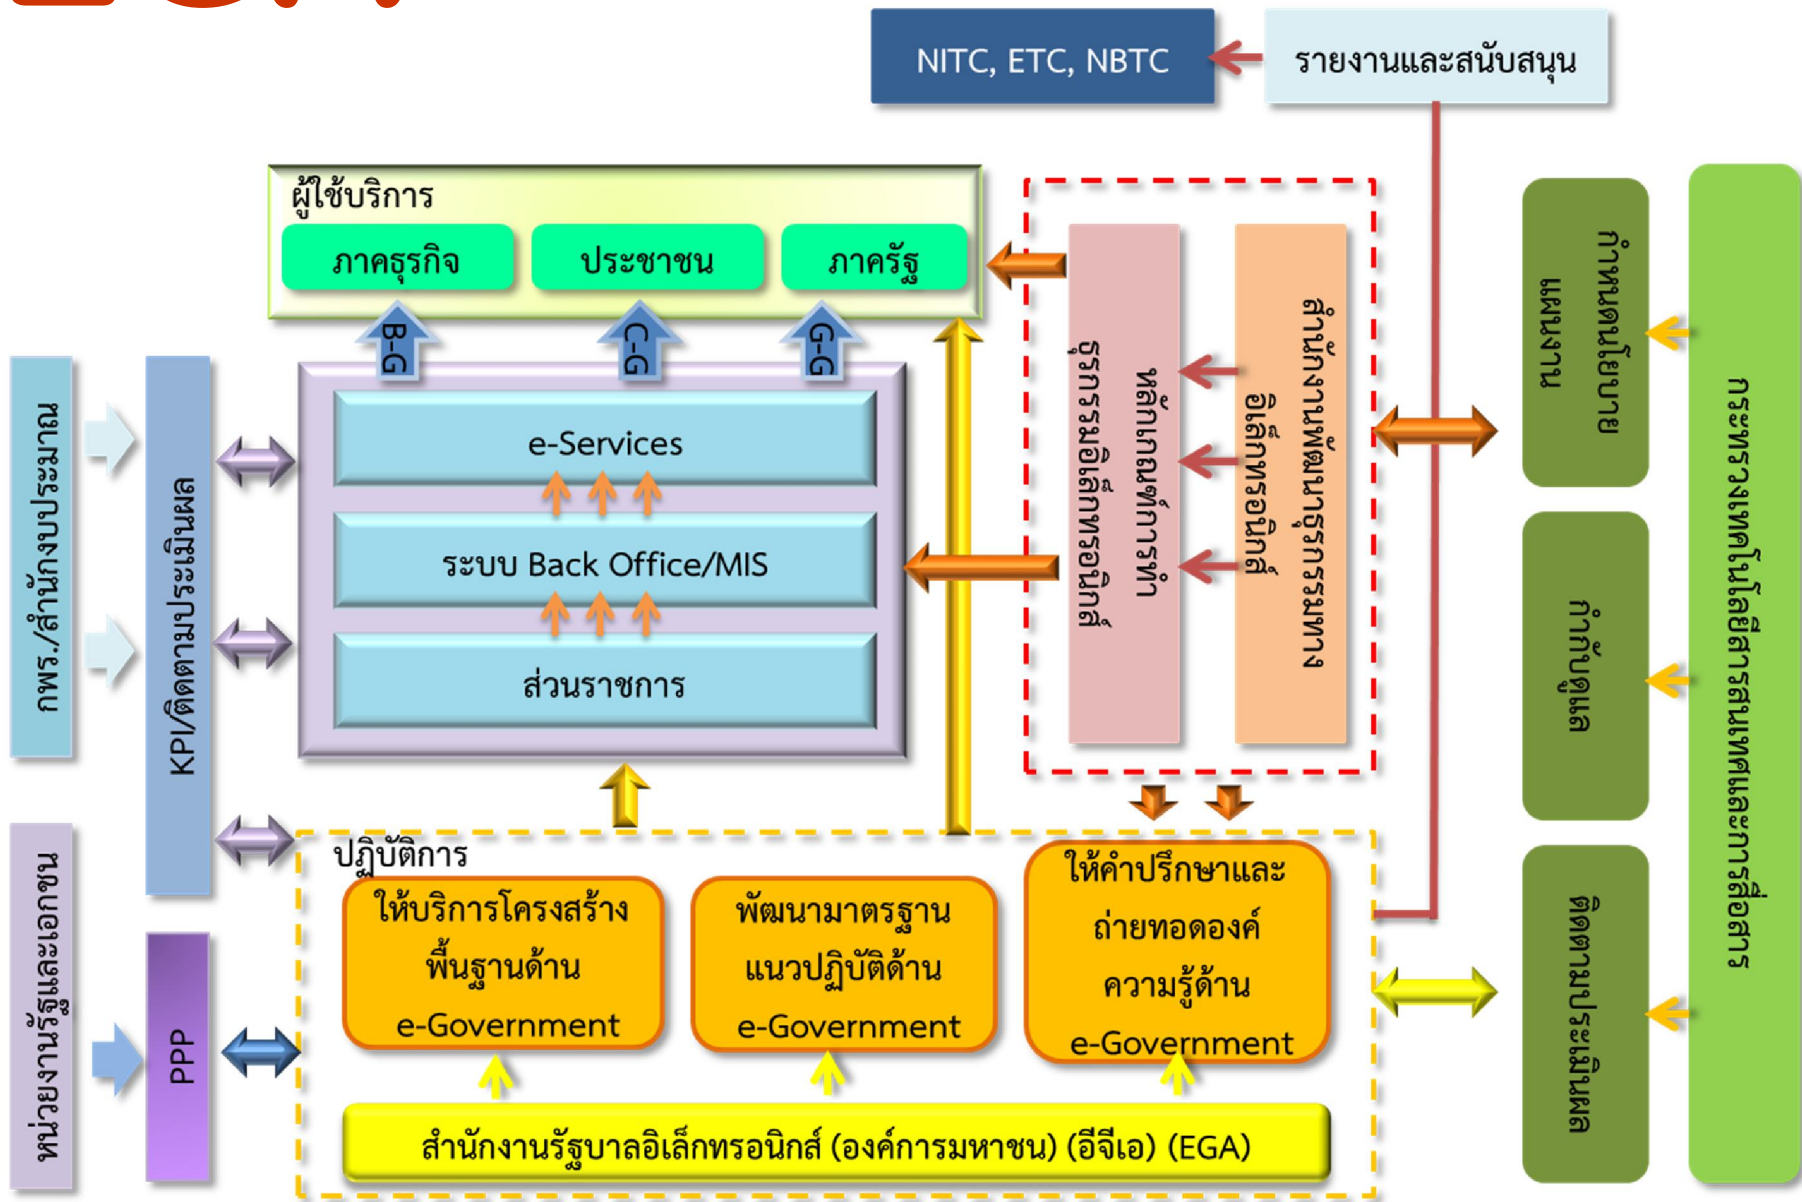 NITC, ETC, NBTC
รายงานและสนับสนุน
ผู้ใช้บริการ
ภาคธุรกิจ
ประชาชน
ภาครัฐ
B-G
C-G
G-G
e-Services
ระบบ Back Office/MIS
ส่วนราชการ
กพร./สำนักงบประมาณ
KPI/ติดตามประเมินผล
หน่วยงานรัฐและเอกชน
PPP
หลักเกณฑ์การทำ
ธุรกรรมอิเล็กทรอนิกส์
สำนักงานพัฒนาธุรกรรมทาง
อิเล็กทรอนิกส์
กำหนดนโยบาย
แผนงาน
กำกับดูแล
ติดตามประเมินผล
กระทรวงเทคโนโลยีสารสนเทศและการสื่อสาร
ปฏิบัติการ
ให้บริการโครงสร้าง
พื้นฐานด้าน
e-Government
พัฒนามาตรฐาน
แนวปฏิบัติด้าน
e-Government
ให้คำปรึกษาและ
ถ่ายทอดองค์
ความรู้ด้าน
e-Government
สำนักงานรัฐบาลอิเล็กทรอนิกส์ (องค์การมหาชน) (อีจีเอ) (EGA)